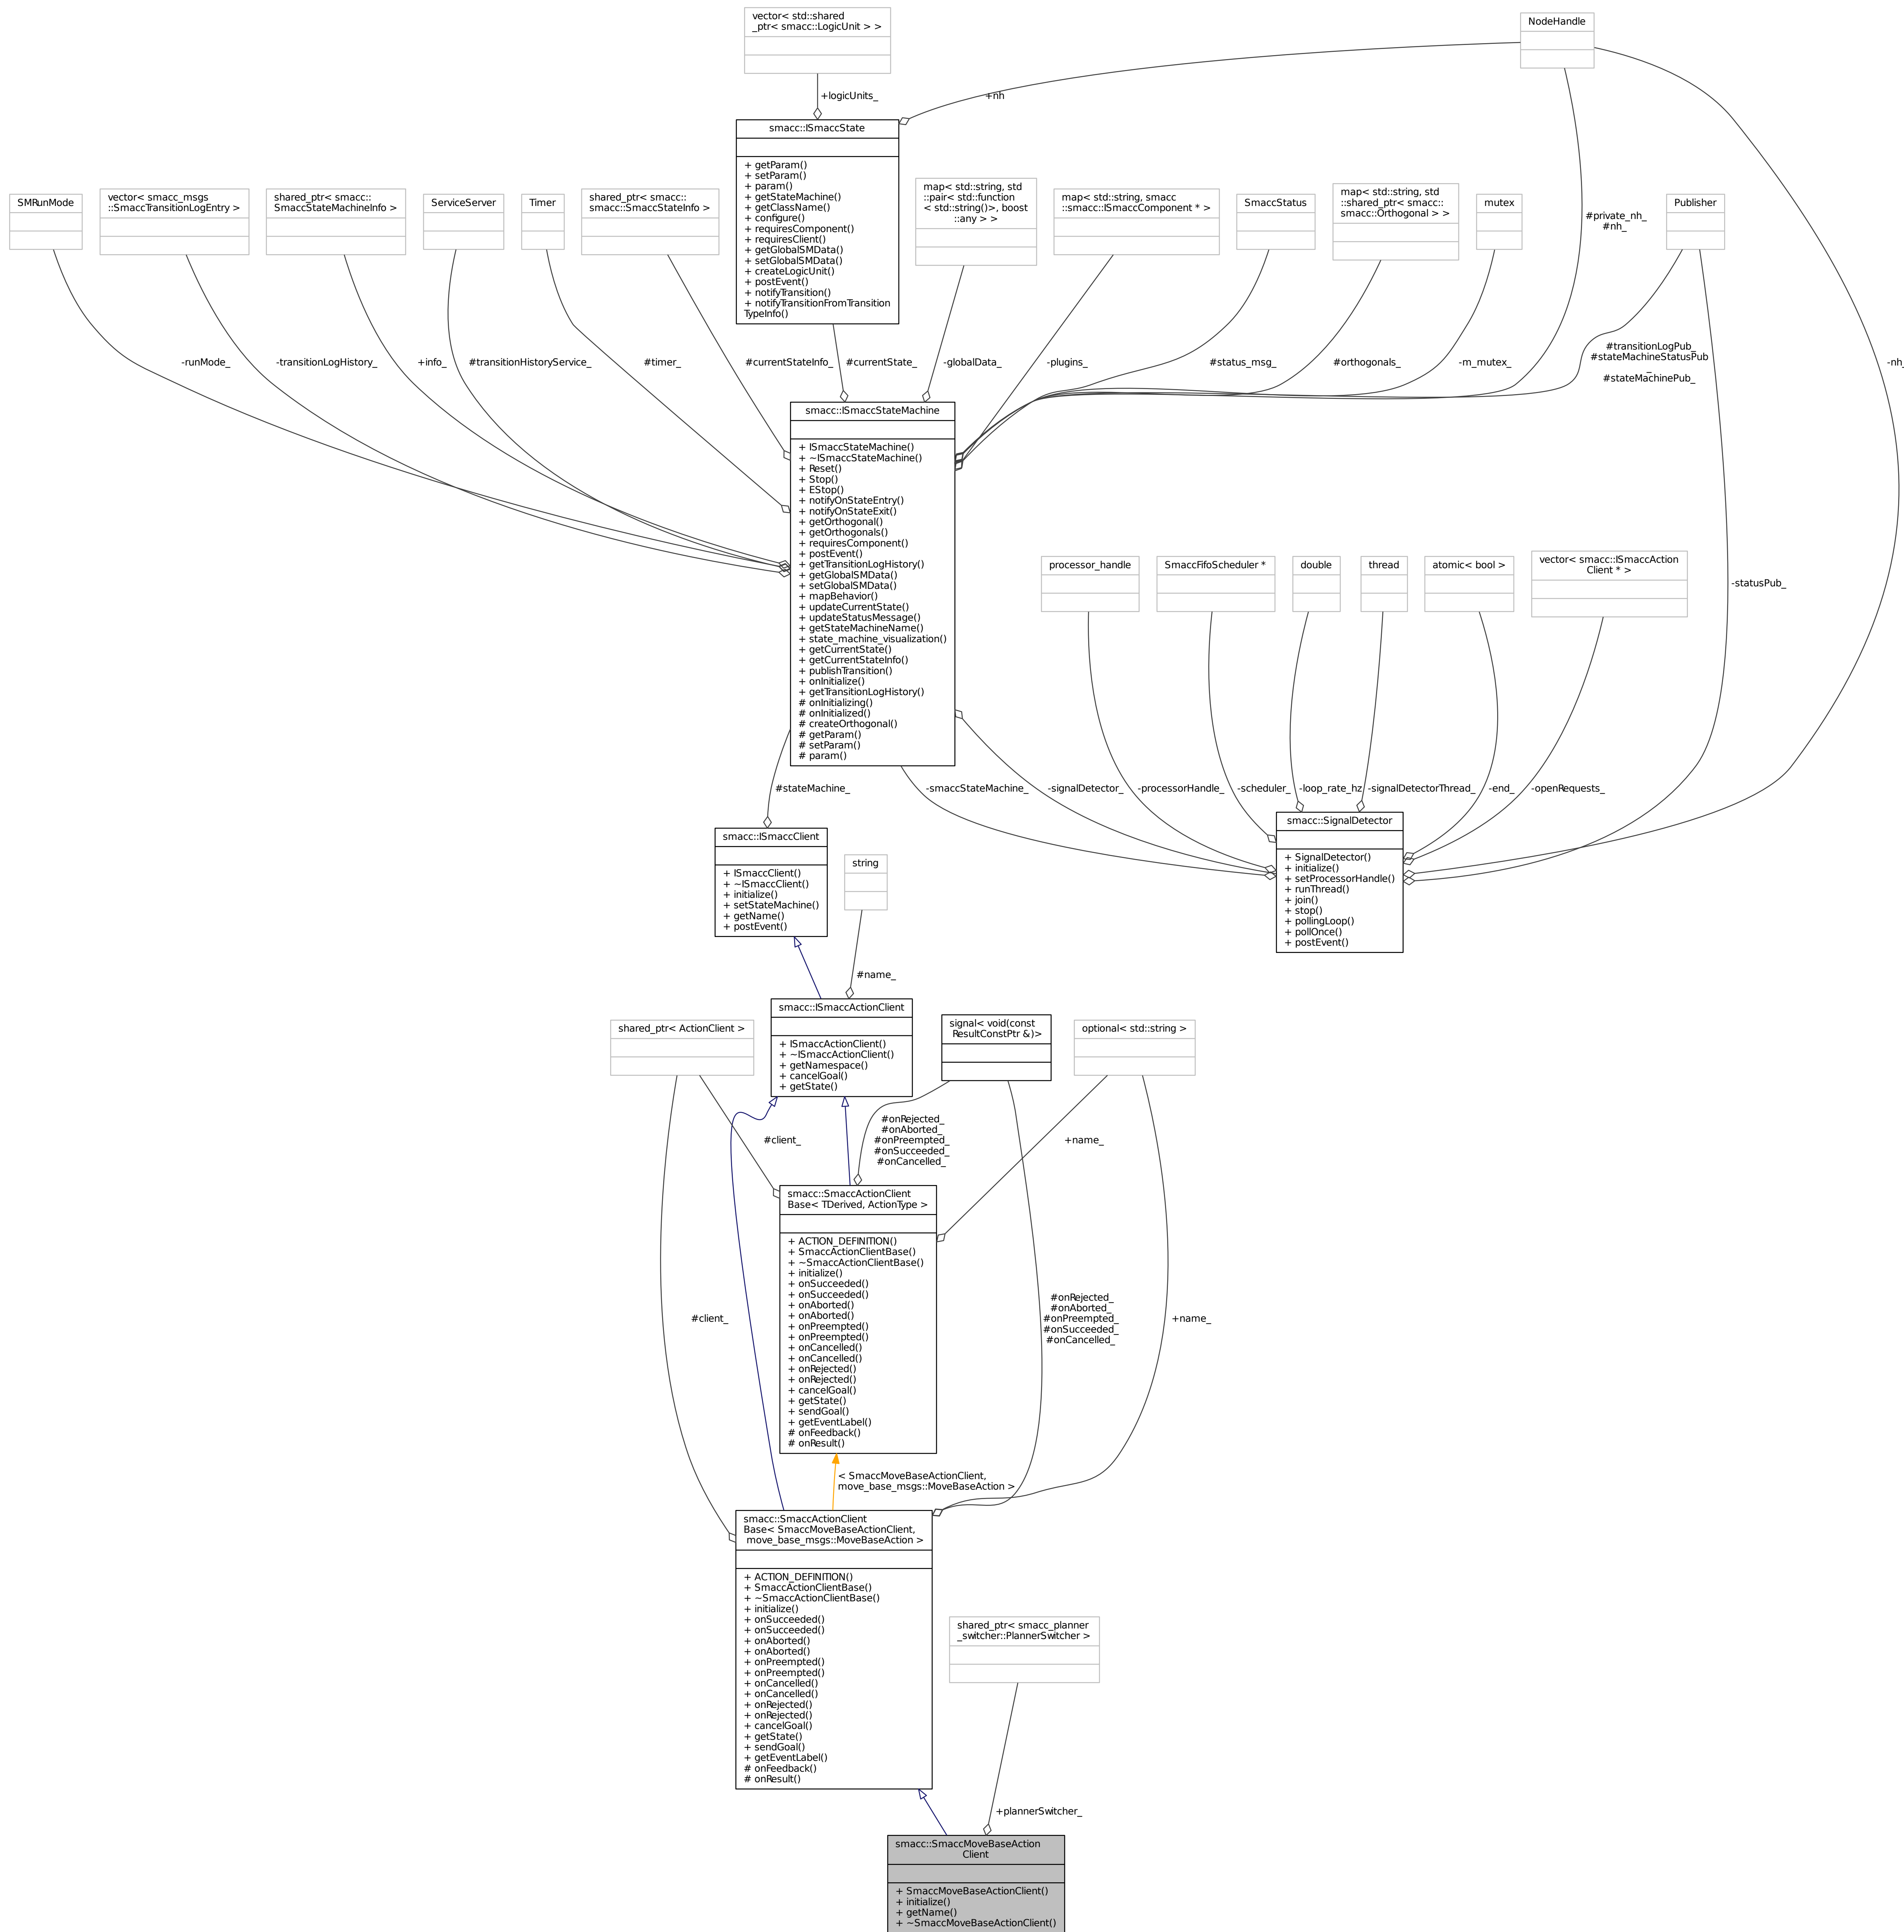 vector< std::shared
_ptr< smacc::LogicUnit > >
NodeHandle
+logicUnits_
+nh
smacc::ISmaccState
+ getParam()
+ setParam()
+ param()
+ getStateMachine()
+ getClassName()
+ configure()
+ requiresComponent()
+ requiresClient()
+ getGlobalSMData()
+ setGlobalSMData()
+ createLogicUnit()
+ postEvent()
+ notifyTransition()
+ notifyTransitionFromTransition
TypeInfo()
SMRunMode
vector< smacc_msgs
::SmaccTransitionLogEntry >
shared_ptr< smacc::
SmaccStateMachineInfo >
ServiceServer
Timer
shared_ptr< smacc::
smacc::SmaccStateInfo >
map< std::string, std
::pair< std::function
< std::string()>, boost
::any > >
map< std::string, smacc
::smacc::ISmaccComponent * >
SmaccStatus
map< std::string, std
::shared_ptr< smacc::
smacc::Orthogonal > >
mutex
#private_nh_
#nh_
Publisher
-runMode_
-transitionLogHistory_
+info_
#transitionHistoryService_
#timer_
#currentStateInfo_
#currentState_
-globalData_
-plugins_
#status_msg_
#orthogonals_
-m_mutex_
#transitionLogPub_
#stateMachineStatusPub
_
#stateMachinePub_
-nh_
smacc::ISmaccStateMachine
+ ISmaccStateMachine()
+ ~ISmaccStateMachine()
+ Reset()
+ Stop()
+ EStop()
+ notifyOnStateEntry()
+ notifyOnStateExit()
+ getOrthogonal()
+ getOrthogonals()
+ requiresComponent()
+ postEvent()
+ getTransitionLogHistory()
+ getGlobalSMData()
+ setGlobalSMData()
+ mapBehavior()
+ updateCurrentState()
+ updateStatusMessage()
+ getStateMachineName()
+ state_machine_visualization()
+ getCurrentState()
+ getCurrentStateInfo()
+ publishTransition()
+ onInitialize()
+ getTransitionLogHistory()
# onInitializing()
# onInitialized()
# createOrthogonal()
# getParam()
# setParam()
# param()
processor_handle
SmaccFifoScheduler *
double
thread
atomic< bool >
vector< smacc::ISmaccAction
Client * >
-statusPub_
#stateMachine_
-smaccStateMachine_
-signalDetector_
-processorHandle_
-scheduler_
-loop_rate_hz
-signalDetectorThread_
-end_
-openRequests_
smacc::SignalDetector
+ SignalDetector()
+ initialize()
+ setProcessorHandle()
+ runThread()
+ join()
+ stop()
+ pollingLoop()
+ pollOnce()
+ postEvent()
smacc::ISmaccClient
+ ISmaccClient()
+ ~ISmaccClient()
+ initialize()
+ setStateMachine()
+ getName()
+ postEvent()
string
#name_
smacc::ISmaccActionClient
+ ISmaccActionClient()
+ ~ISmaccActionClient()
+ getNamespace()
+ cancelGoal()
+ getState()
shared_ptr< ActionClient >
signal< void(const
ResultConstPtr &)>
optional< std::string >
#client_
#onRejected_
#onAborted_
#onPreempted_
#onSucceeded_
#onCancelled_
+name_
smacc::SmaccActionClient
Base< TDerived, ActionType >
+ ACTION_DEFINITION()
+ SmaccActionClientBase()
+ ~SmaccActionClientBase()
+ initialize()
+ onSucceeded()
+ onSucceeded()
+ onAborted()
+ onAborted()
+ onPreempted()
+ onPreempted()
+ onCancelled()
+ onCancelled()
+ onRejected()
+ onRejected()
+ cancelGoal()
+ getState()
+ sendGoal()
+ getEventLabel()
# onFeedback()
# onResult()
#client_
#onRejected_
#onAborted_
#onPreempted_
#onSucceeded_
#onCancelled_
+name_
< SmaccMoveBaseActionClient,
move_base_msgs::MoveBaseAction >
smacc::SmaccActionClient
Base< SmaccMoveBaseActionClient,
move_base_msgs::MoveBaseAction >
+ ACTION_DEFINITION()
+ SmaccActionClientBase()
+ ~SmaccActionClientBase()
+ initialize()
+ onSucceeded()
+ onSucceeded()
+ onAborted()
+ onAborted()
+ onPreempted()
+ onPreempted()
+ onCancelled()
+ onCancelled()
+ onRejected()
+ onRejected()
+ cancelGoal()
+ getState()
+ sendGoal()
+ getEventLabel()
# onFeedback()
# onResult()
shared_ptr< smacc_planner
_switcher::PlannerSwitcher >
+plannerSwitcher_
smacc::SmaccMoveBaseAction
Client
+ SmaccMoveBaseActionClient()
+ initialize()
+ getName()
+ ~SmaccMoveBaseActionClient()